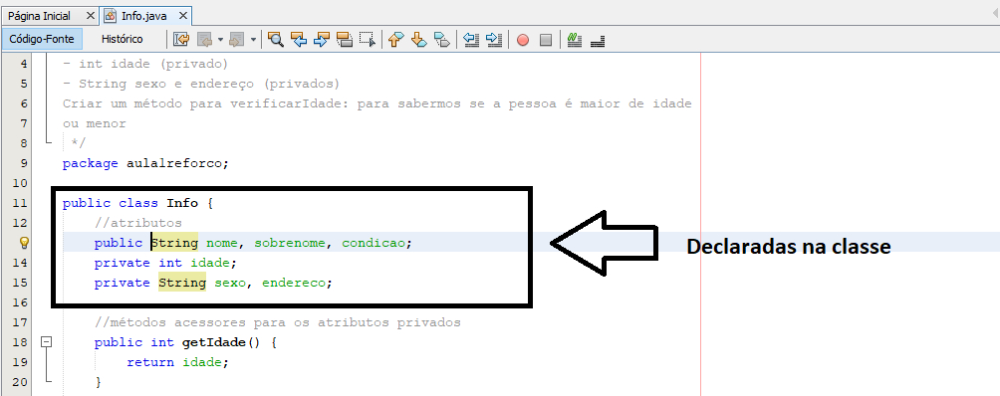 Página Inicial × Info.java ×
Código-Fonte Histórico
4 - int idade (privado)
5 - String sexo e endereço (privados)
6 Criar um método para verificarIdade: para sabermos se a pessoa é maior de idade
7 ou menor
8 */
9 package aula1reforco;
10
11 public class Info {
12 //atributos
public String nome, sobrenome, condicao;
14 private int idade;
15 private String sexo, endereco;
16
17 //métodos acessores para os atributos privados
18 public int getIdade() {
19 return idade;
20 }
Declaradas na classe